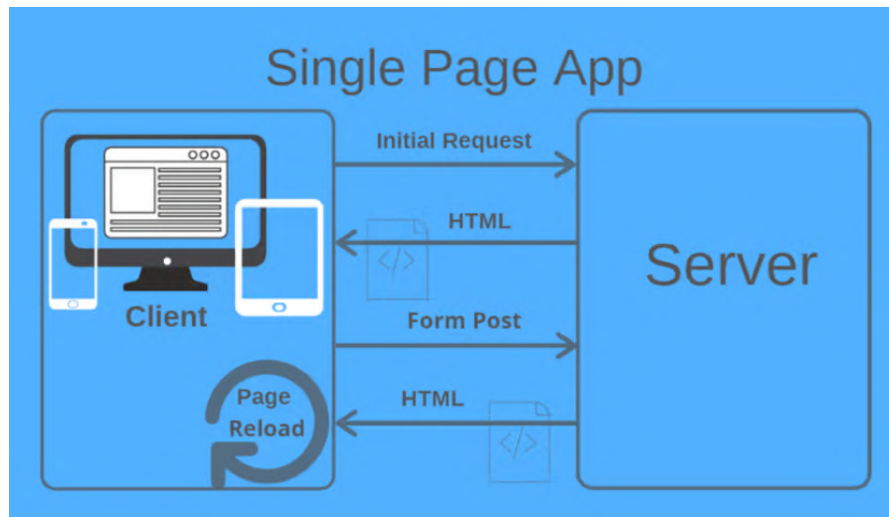 Single Page App
Initial Request
HTML
Server
Client
Form Post
Page
Reload
HTML